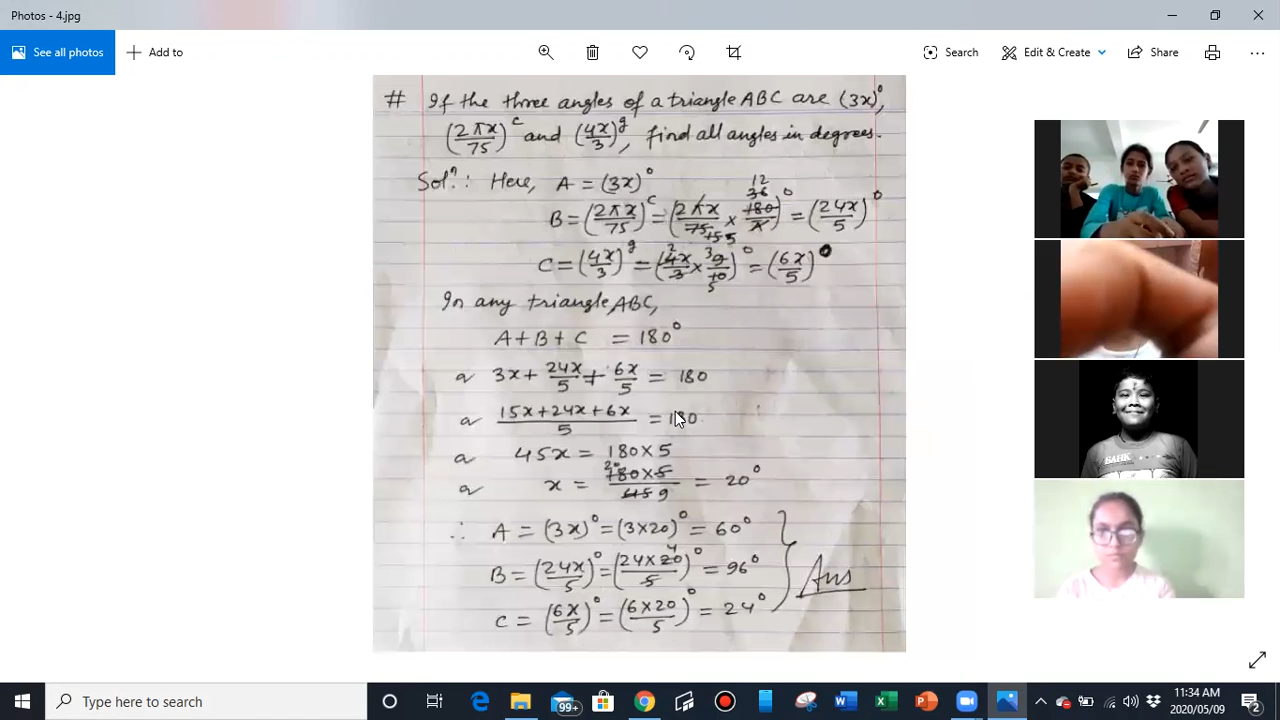 Photos - 4.jpg
See all photos
Add to
Search
Edit & Create
Share
# If the three angles of a triangle ABC are (3x)°,
(2πx/75)ᶜ and (4x/3)ᵍ, find all angles in degrees.
Solⁿ: Here, A = (3x)°
B = (2πx/75)ᶜ = (2πx/75 × 180/π)° = (24x/5)°
C = (4x/3)ᵍ = (4x/3 × 9/10)° = (6x/5)°
In any triangle, ABC,
A + B + C = 180°
or 3x + 24x/5 + 6x/5 = 180
or 15x + 24x + 6x / 5 = 180
or 45x = 180 × 5
or x = 180 × 5 / 45 9 = 20°
∴ A = (3x)° = (3×20)° = 60°
B = (24x/5)° = (24×20/5)° = 96°
C = (6x/5)° = (6×20/5)° = 24°
Ans
Type here to search
99+
11:34 AM
2020/05/09
2